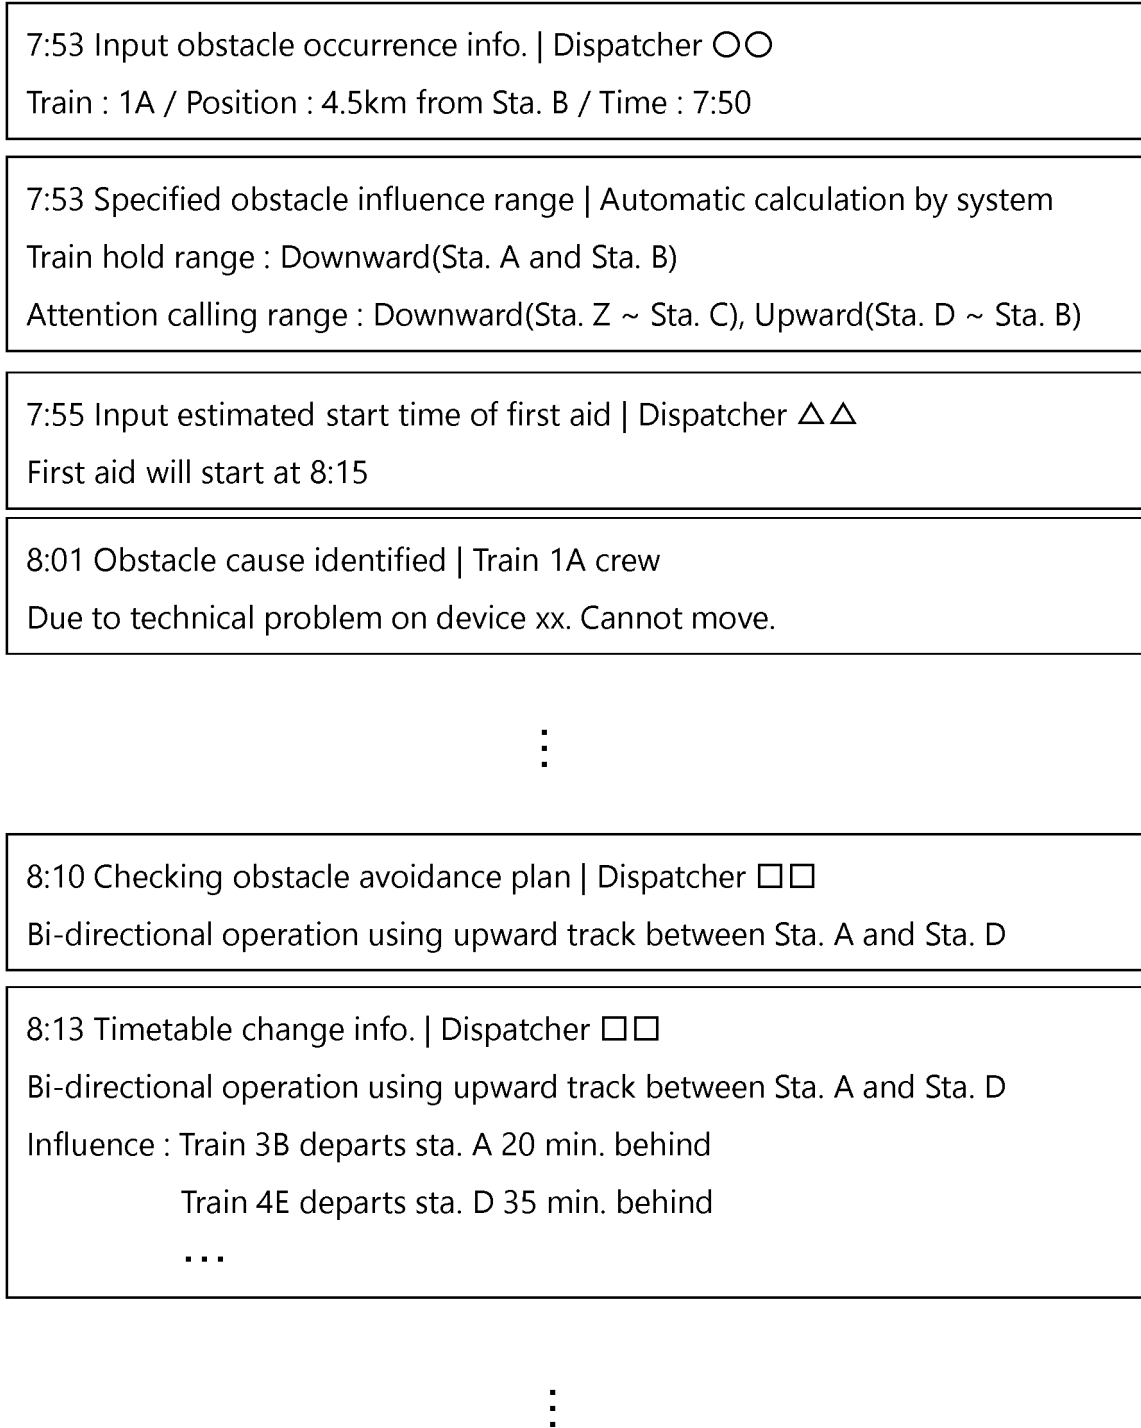 7:53 Input obstacle occurrence info. | Dispatcher ○○
Train : 1A / Position : 4.5km from Sta. B / Time : 7:50
7:53 Specified obstacle influence range | Automatic calculation by system
Train hold range : Downward(Sta. A and Sta. B)
Attention calling range : Downward(Sta. Z ~ Sta. C), Upward(Sta. D ~ Sta. B)
7:55 Input estimated start time of first aid | Dispatcher △△
First aid will start at 8:15
8:01 Obstacle cause identified | Train 1A crew
Due to technical problem on device xx. Cannot move.
⋮
8:10 Checking obstacle avoidance plan | Dispatcher □□
Bi-directional operation using upward track between Sta. A and Sta. D
8:13 Timetable change info. | Dispatcher □□
Bi-directional operation using upward track between Sta. A and Sta. D
Influence : Train 3B departs sta. A 20 min. behind
Train 4E departs sta. D 35 min. behind
...
⋮